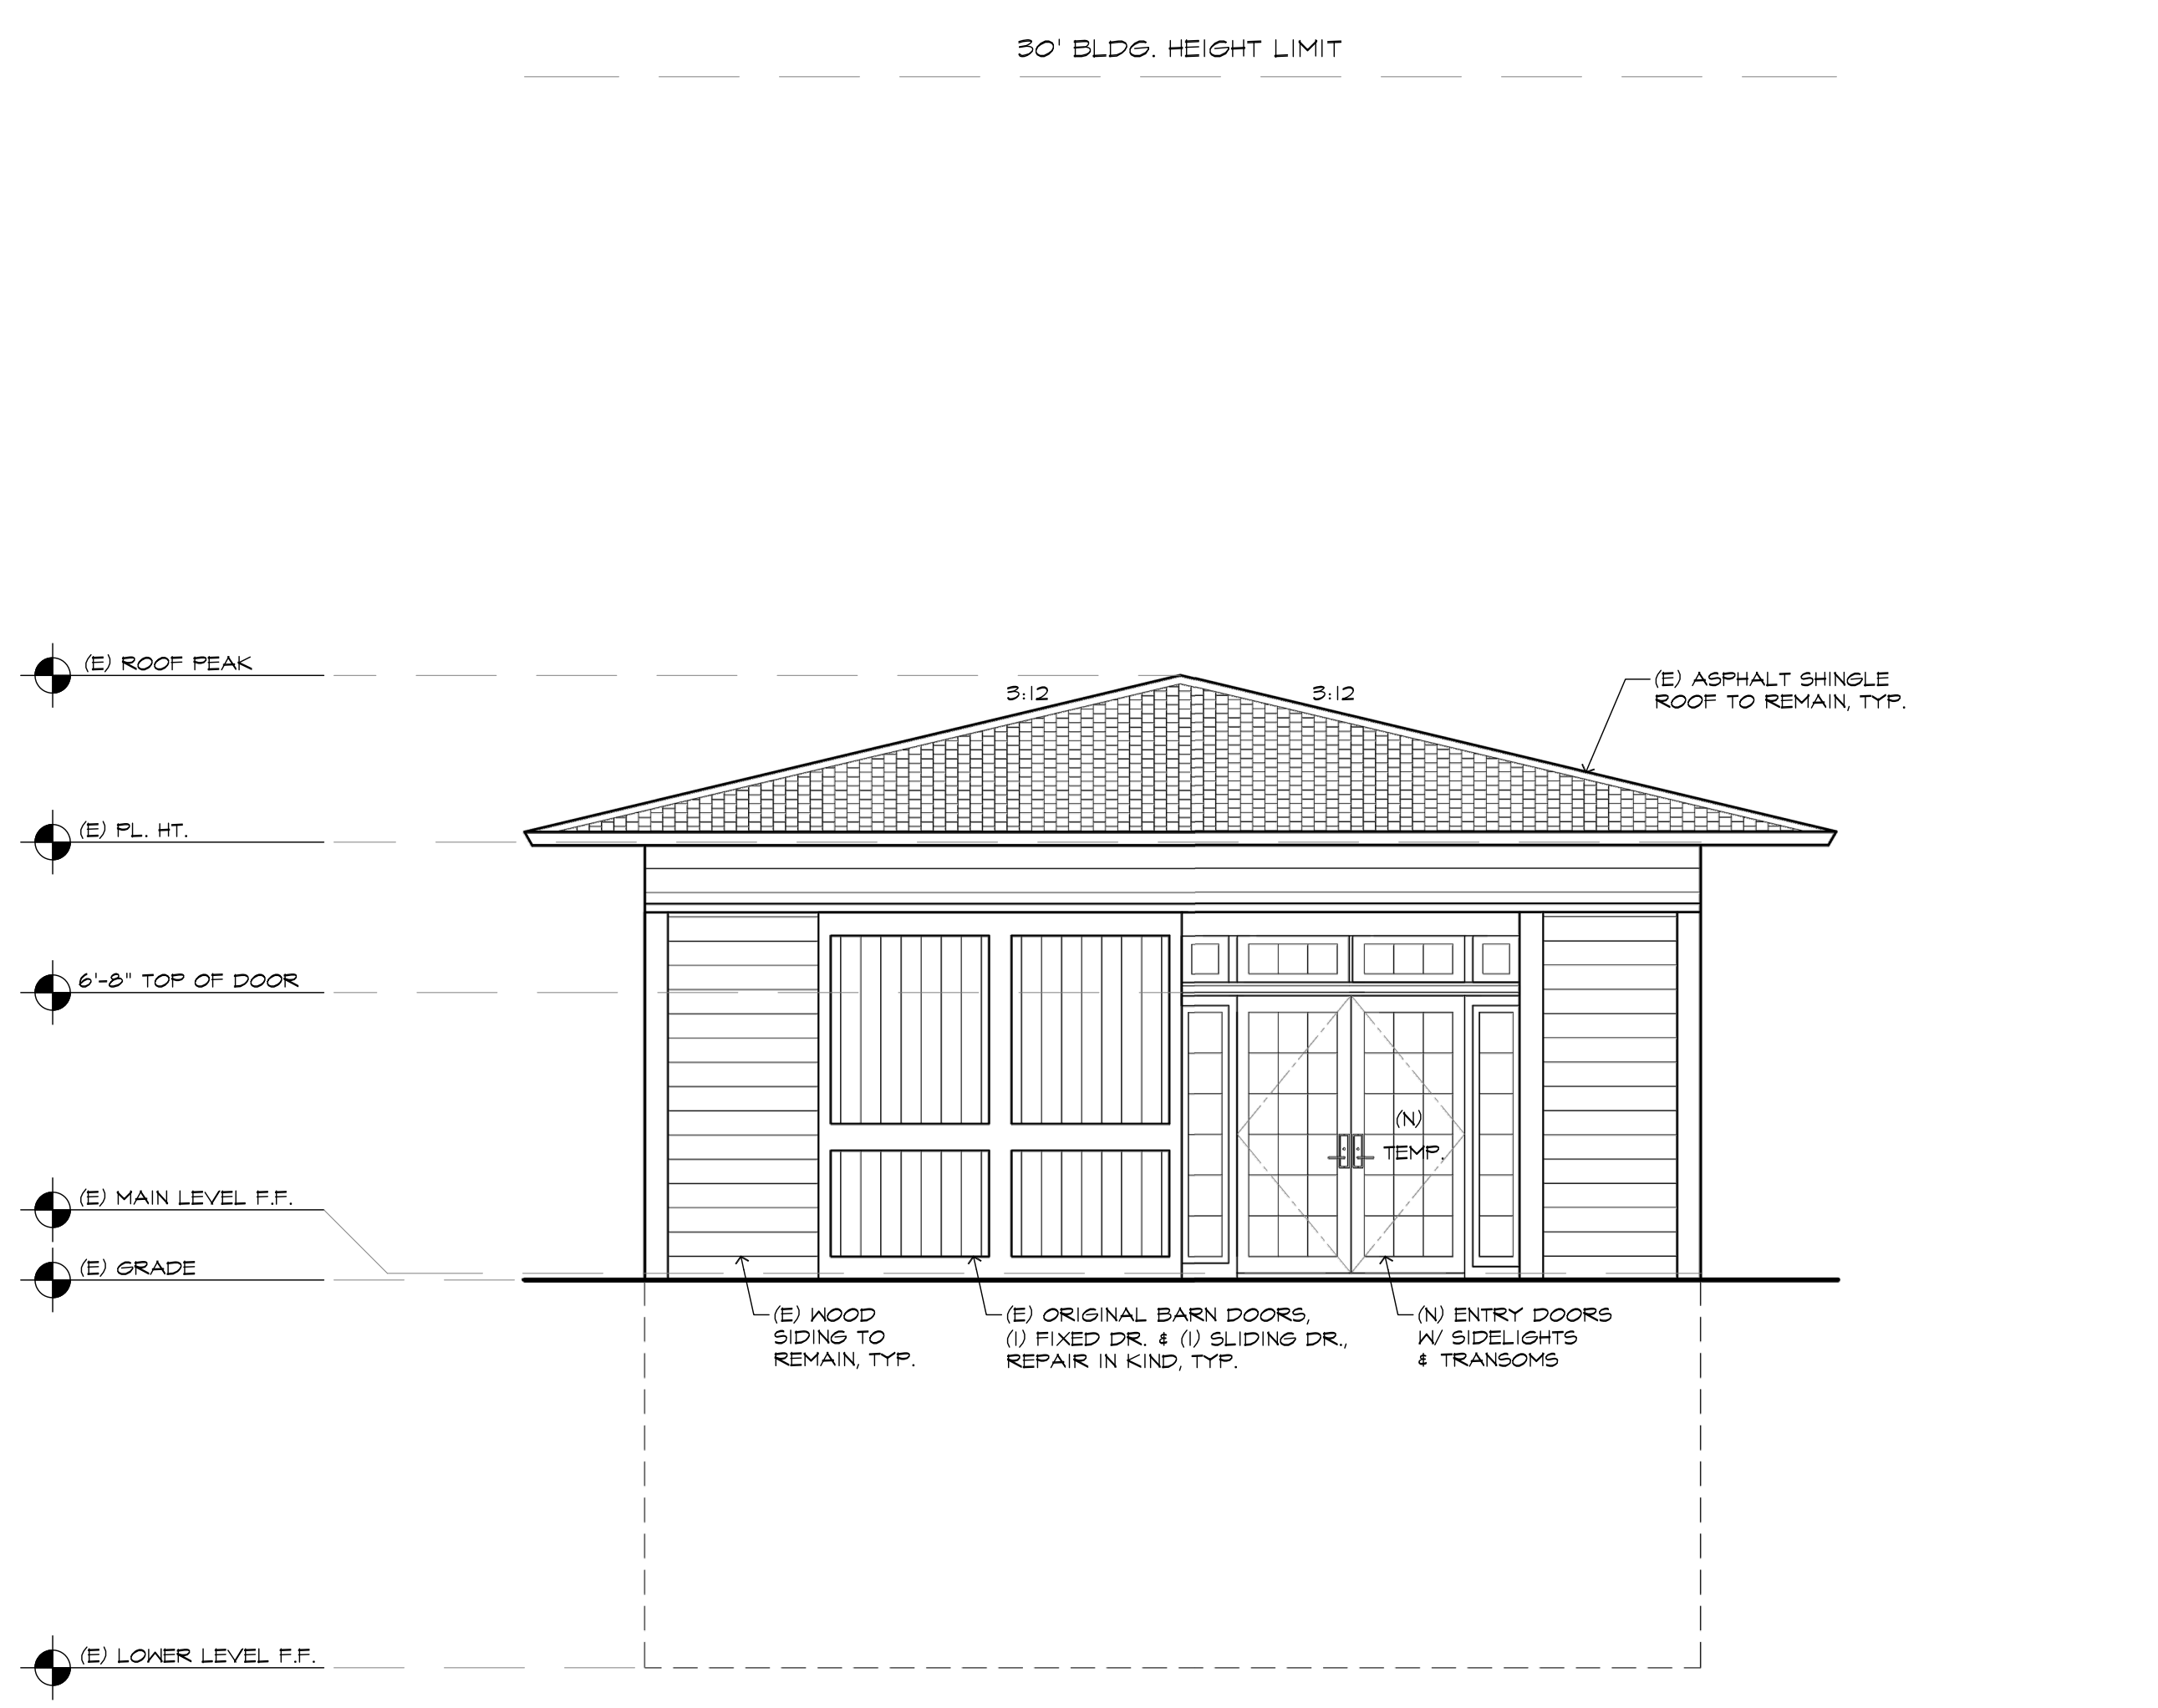 30' BLDG. HEIGHT LIMIT
(E) ROOF PEAK
3:12
3:12
(E) ASPHALT SHINGLE
ROOF TO REMAIN, TYP.
(E) PL. HT.
6'-8" TOP OF DOOR
(N)
TEMP.
(E) MAIN LEVEL F.F.
(E) GRADE
(E) WOOD
SIDING TO
REMAIN, TYP.
(E) ORIGINAL BARN DOORS,
(1) FIXED DR. & (1) SLIDING DR.,
REPAIR IN KIND, TYP.
(N) ENTRY DOORS
W/ SIDELIGHTS
& TRANSOMS
(E) LOWER LEVEL F.F.